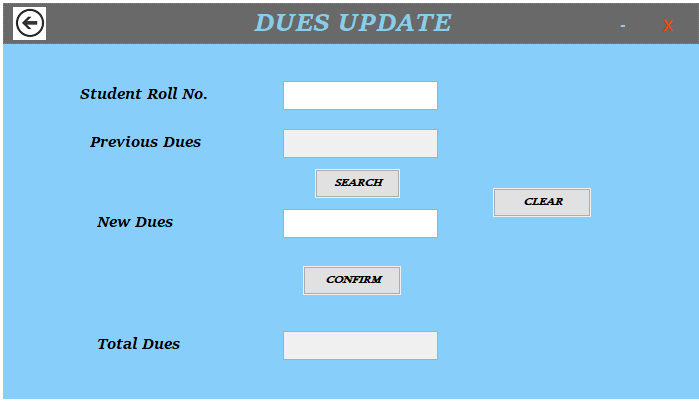 DUES UPDATE - X
Student Roll No.
Previous Dues
SEARCH
CLEAR
New Dues
CONFIRM
Total Dues